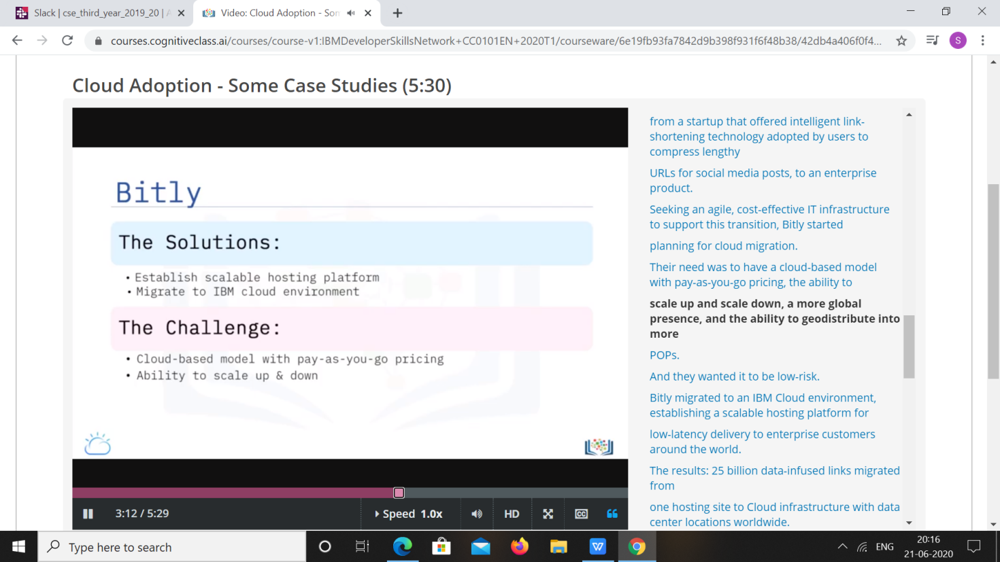 Slack | cse_third_year_2019_20 | A
Video: Cloud Adoption - Som
courses.cognitiveclass.ai/courses/course-v1:IBMDeveloperSkillsNetwork+CC0101EN+2020T1/courseware/6e19fb93fa7842d9b398f931f6f48b38/42db4a406f0f4...
S
Cloud Adoption - Some Case Studies (5:30)
Bitly
The Solutions:
• Establish scalable hosting platform
• Migrate to IBM cloud environment
The Challenge:
• Cloud-based model with pay-as-you-go pricing
• Ability to scale up & down
from a startup that offered intelligent link-
shortening technology adopted by users to
compress lengthy
URLs for social media posts, to an enterprise
product.
Seeking an agile, cost-effective IT infrastructure
to support this transition, Bitly started
planning for cloud migration.
Their need was to have a cloud-based model
with pay-as-you-go pricing, the ability to
scale up and scale down, a more global
presence, and the ability to geodistribute into
more
POPs.
And they wanted it to be low-risk.
Bitly migrated to an IBM Cloud environment,
establishing a scalable hosting platform for
low-latency delivery to enterprise customers
around the world.
The results: 25 billion data-infused links migrated
from
one hosting site to Cloud infrastructure with data
center locations worldwide.
3:12 / 5:29
Speed 1.0x
HD
CC
Type here to search
ENG
20:16
21-06-2020